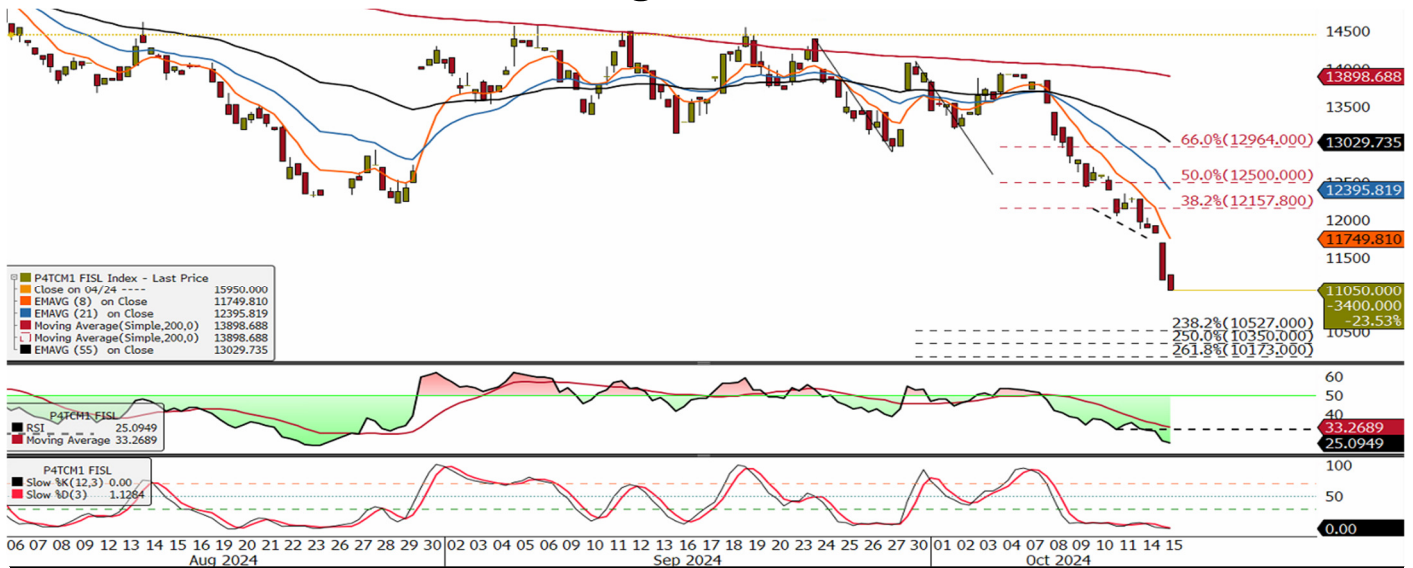 14500
14000
13898.688
13500
66.0%(12964.000)
13029.735
50.0%(12500.000)
12500
12395.819
38.2%(12157.800)
12000
11749.810
11500
P4TCM1 FISL Index - Last Price
Close on 04/24 ---- 15950.000
EMAVG (8) on Close 11749.810
EMAVG (21) on Close 12395.819
Moving Average(Simple,200,0) 13898.688
Moving Average(Simple,200,0) 13898.688
EMAVG (55) on Close 13029.735
11050.000
-3400.000
-23.53%
238.2%(10527.000)
10500
250.0%(10350.000)
261.8%(10173.000)
60
50
40
P4TCM1 FISL
RSI 25.0949
Moving Average 33.2689
33.2689
25.0949
P4TCM1 FISL
Slow %K(12,3) 0.00
Slow %D(3) 1.1284
100
50
0.00
06 07 08 09 12 13 14 15 16 19 20 21 22 23 26 27 28 29 30 02 03 04 05 06 09 10 11 12 13 16 17 18 19 20 23 24 25 26 27 30 01 02 03 04 07 08 09 10 11 14 15
Aug 2024 Sep 2024 Oct 2024